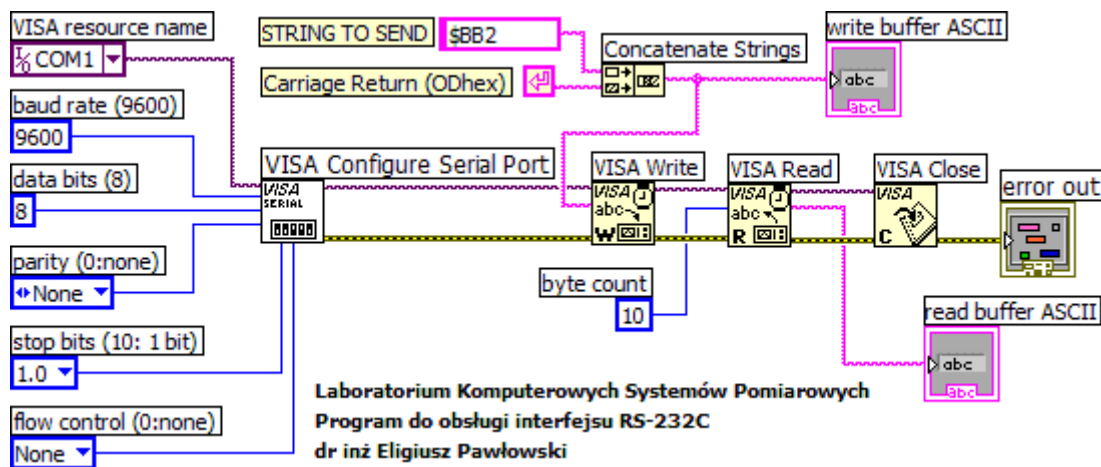 VISA resource name
I/O COM1
baud rate (9600)
9600
data bits (8)
8
parity (0:none)
None
stop bits (10: 1 bit)
1.0
flow control (0:none)
None
STRING TO SEND
$BB2
Carriage Return (ODhex)
Concatenate Strings
write buffer ASCII
abc
abc
VISA Configure Serial Port
VISA
SERIAL
VISA Write
VISA
abc
W
VISA Read
VISA
abc
R
VISA Close
VISA
C
error out
byte count
10
read buffer ASCII
abc
abc
Laboratorium Komputerowych Systemów Pomiarowych
Program do obsługi interfejsu RS-232C
dr inż Eligiusz Pawłowski